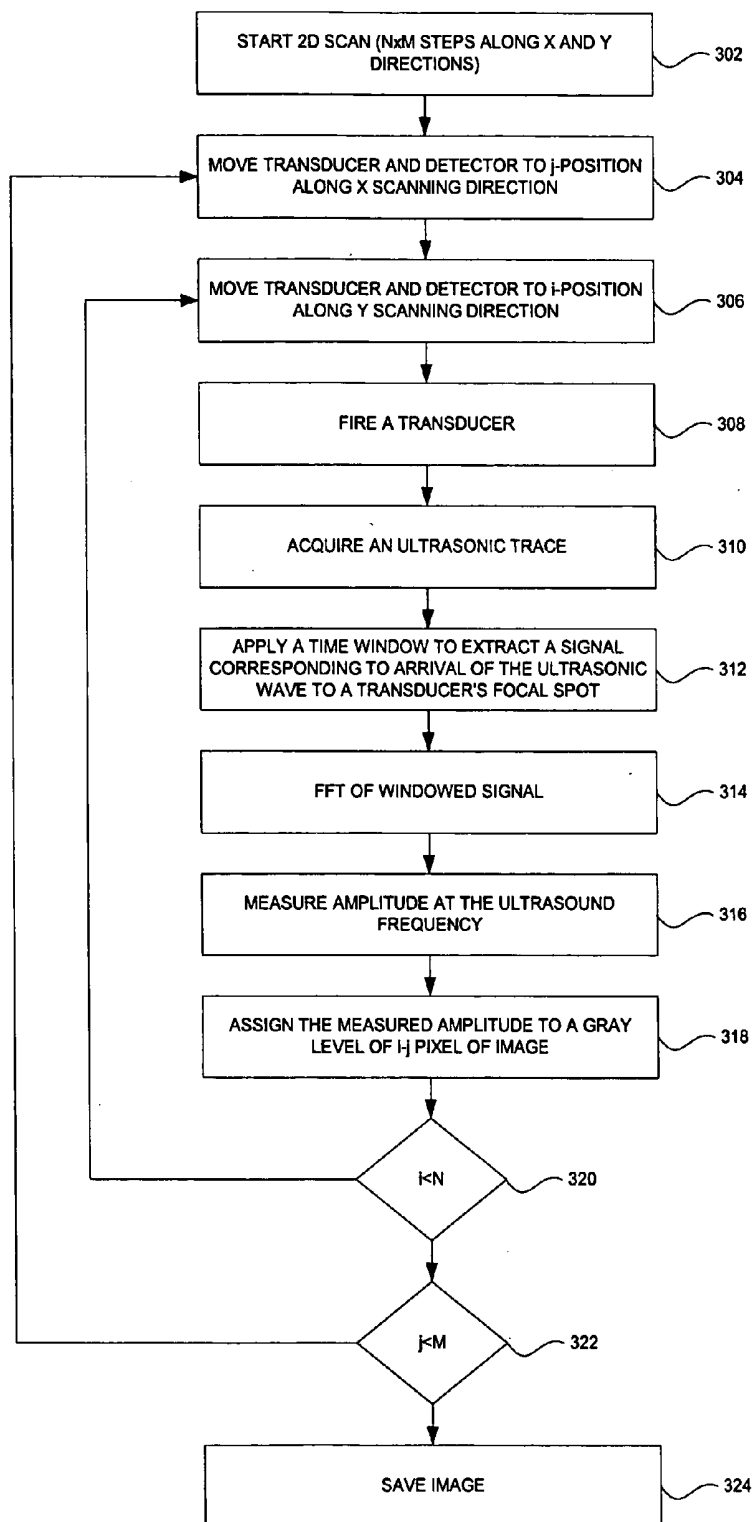 START 2D SCAN (NxM STEPS ALONG X AND Y
DIRECTIONS)
302
MOVE TRANSDUCER AND DETECTOR TO j-POSITION
ALONG X SCANNING DIRECTION
304
MOVE TRANSDUCER AND DETECTOR TO i-POSITION
ALONG Y SCANNING DIRECTION
306
FIRE A TRANSDUCER
308
ACQUIRE AN ULTRASONIC TRACE
310
APPLY A TIME WINDOW TO EXTRACT A SIGNAL
CORRESPONDING TO ARRIVAL OF THE ULTRASONIC
WAVE TO A TRANSDUCER'S FOCAL SPOT
312
FFT OF WINDOWED SIGNAL
314
MEASURE AMPLITUDE AT THE ULTRASOUND
FREQUENCY
316
ASSIGN THE MEASURED AMPLITUDE TO A GRAY
LEVEL OF i-j PIXEL OF IMAGE
318
i<N
320
j<M
322
SAVE IMAGE
324